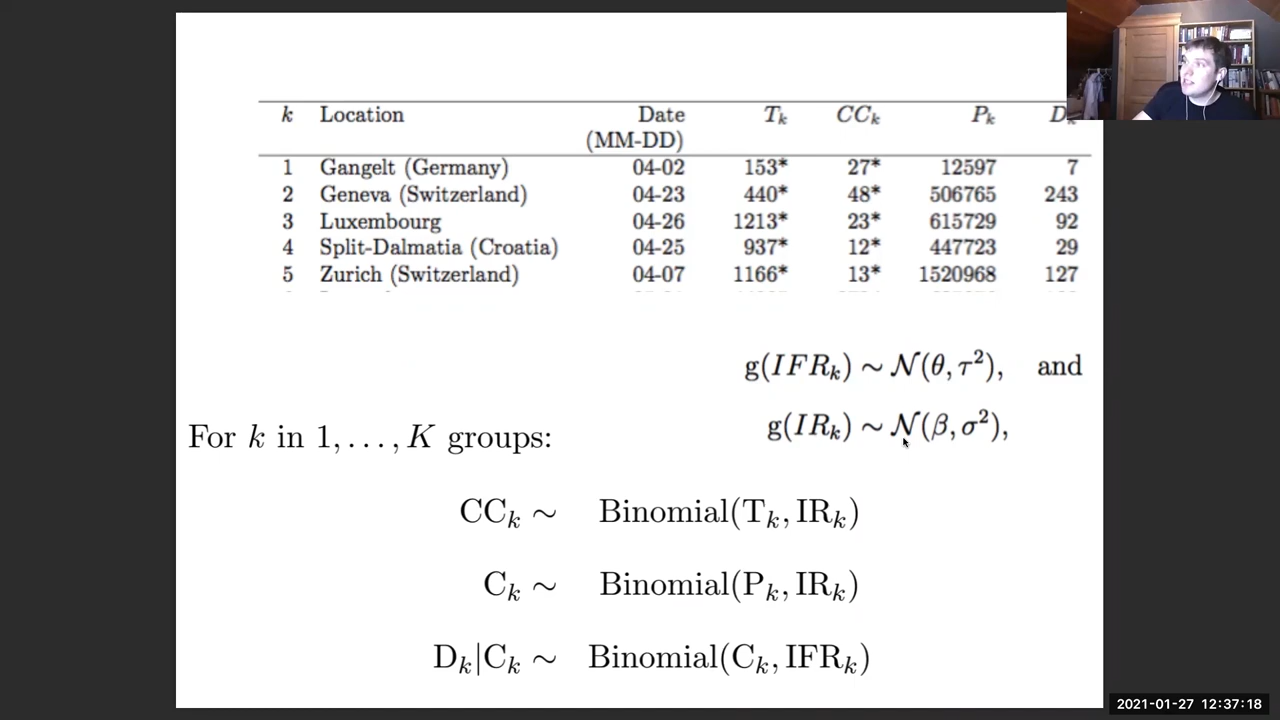 k Location Date T_k CC_k P_k D_k
(MM-DD)
1 Gangelt (Germany) 04-02 153* 27* 12597 7
2 Geneva (Switzerland) 04-23 440* 48* 506765 243
3 Luxembourg 04-26 1213* 23* 615729 92
4 Split-Dalmatia (Croatia) 04-25 937* 12* 447723 29
5 Zurich (Switzerland) 04-07 1166* 13* 1520968 127
g(IFR_k) ~ 𝒩(θ, τ²), and
g(IR_k) ~ 𝒩(β, σ²),
For k in 1, . . . , K groups:
CC_k ~ Binomial(T_k, IR_k)
C_k ~ Binomial(P_k, IR_k)
D_k|C_k ~ Binomial(C_k, IFR_k)
2021-01-27 12:37:18